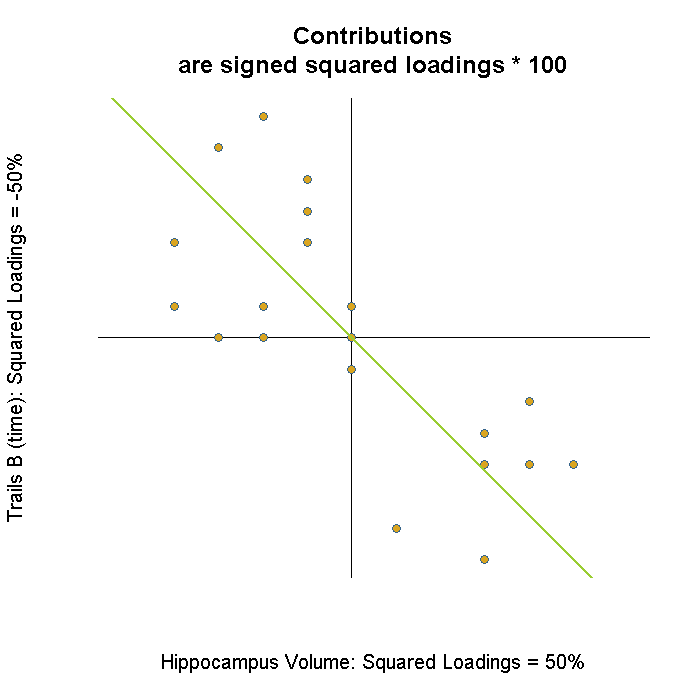 Contributions
are signed squared loadings * 100
Trails B (time): Squared Loadings = -50%
Hippocampus Volume: Squared Loadings = 50%